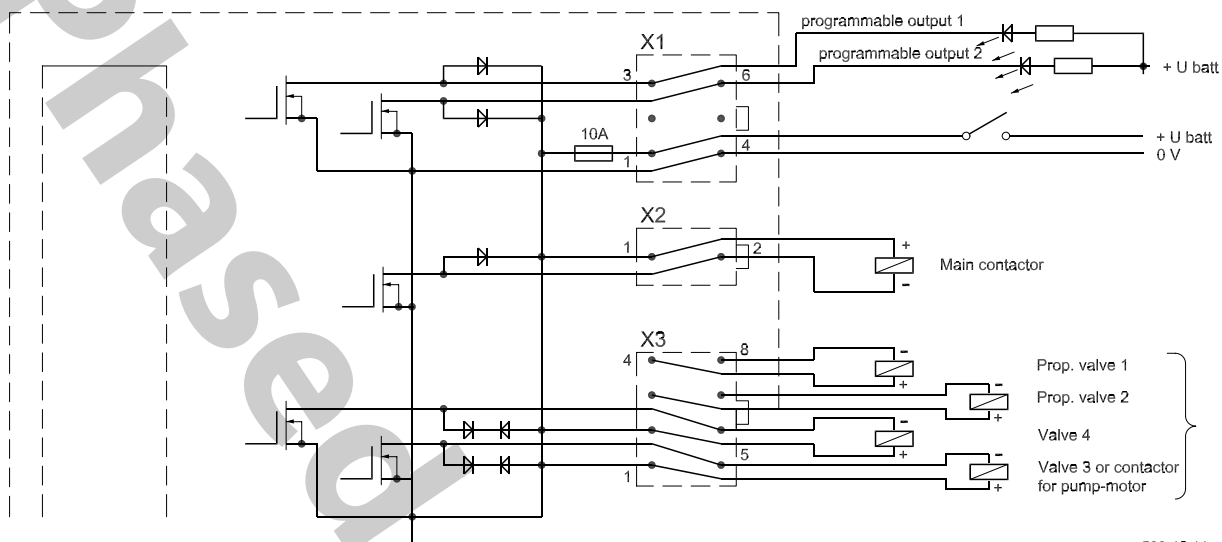 programmable output 1
X1
programmable output 2
3
6
+ U batt
10A
+ U batt
1
4
0 V
X2
1
2
+
Main contactor
-
X3
4
8
-
Prop. valve 1
+
-
Prop. valve 2
+
-
Valve 4
+
5
-
Valve 3 or contactor
1
+
for pump-motor
phased